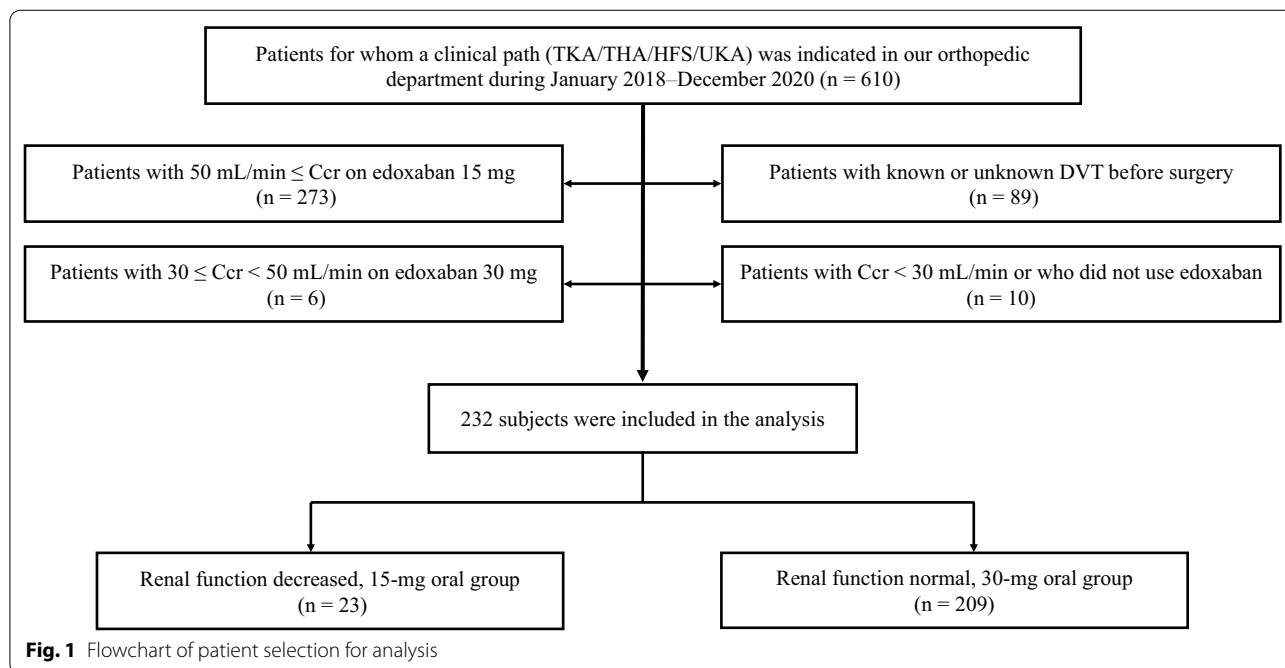 Patients for whom a clinical path (TKA/THA/HFS/UKA) was indicated in our orthopedic
department during January 2018–December 2020 (n = 610)
Patients with 50 mL/min ≤ Ccr on edoxaban 15 mg
(n = 273)
Patients with known or unknown DVT before surgery
(n = 89)
Patients with 30 ≤ Ccr < 50 mL/min on edoxaban 30 mg
(n = 6)
Patients with Ccr < 30 mL/min or who did not use edoxaban
(n = 10)
232 subjects were included in the analysis
Renal function decreased, 15-mg oral group
(n = 23)
Renal function normal, 30-mg oral group
(n = 209)
Fig. 1 Flowchart of patient selection for analysis